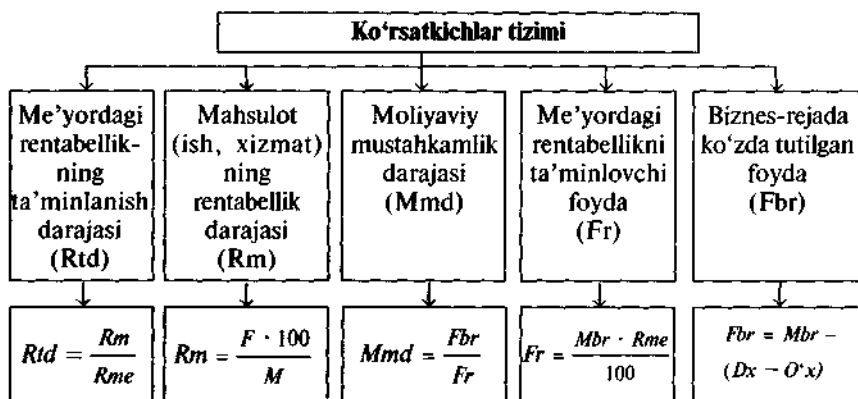 Ko‘rsatkichlar tizimi
Me’yordagi
rentabellik-
ning
ta’minlanish
darajasi
(Rtd)
Mahsulot
(ish, xizmat)
ning
rentabellik
darajasi
(Rm)
Moliyaviy
mustahkamlik
darajasi
(Mmd)
Me’yordagi
rentabellikni
ta’minlovchi
foyda
(Fr)
Biznes-rejada
ko‘zda tutilgan
foyda
(Fbr)
Rtd = Rm / Rme
Rm = F · 100 / M
Mmd = Fbr / Fr
Fr = Mbr · Rme / 100
Fbr = Mbr –
(Dx – O‘x)